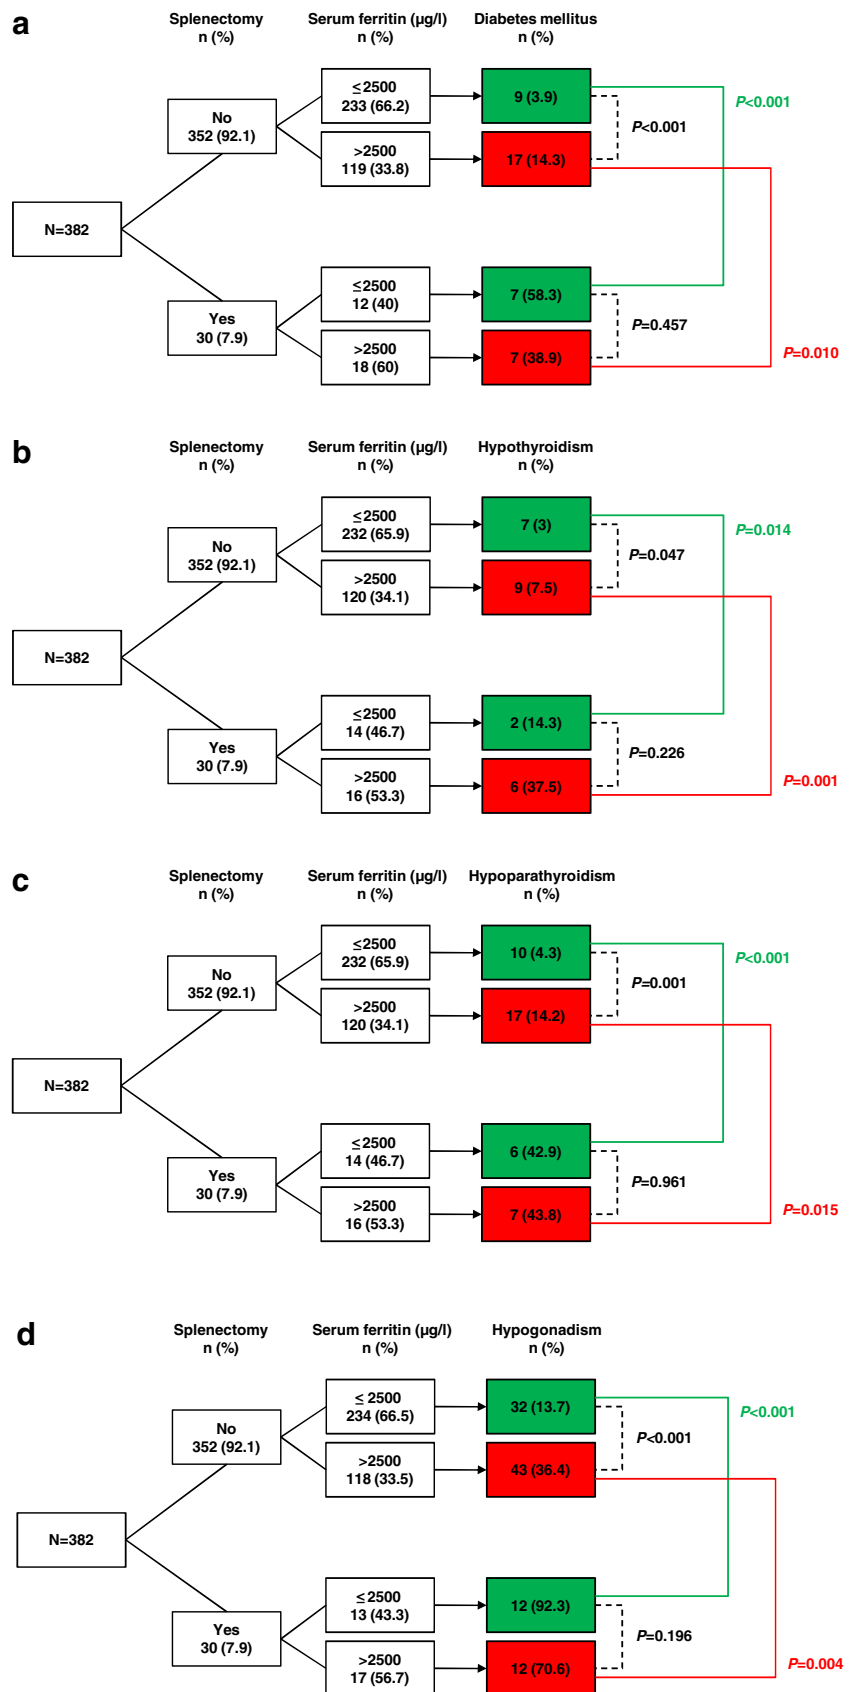 a
Splenectomy
n (%)
Serum ferritin (µg/l)
n (%)
Diabetes mellitus
n (%)
N=382
No
352 (92.1)
≤2500
233 (66.2)
9 (3.9)
>2500
119 (33.8)
17 (14.3)
P<0.001
P<0.001
Yes
30 (7.9)
≤2500
12 (40)
7 (58.3)
>2500
18 (60)
7 (38.9)
P=0.457
P=0.010
b
Splenectomy
n (%)
Serum ferritin (µg/l)
n (%)
Hypothyroidism
n (%)
N=382
No
352 (92.1)
≤2500
232 (65.9)
7 (3)
>2500
120 (34.1)
9 (7.5)
P=0.047
P=0.014
Yes
30 (7.9)
≤2500
14 (46.7)
2 (14.3)
>2500
16 (53.3)
6 (37.5)
P=0.226
P=0.001
c
Splenectomy
n (%)
Serum ferritin (µg/l)
n (%)
Hypoparathyroidism
n (%)
N=382
No
352 (92.1)
≤2500
232 (65.9)
10 (4.3)
>2500
120 (34.1)
17 (14.2)
P=0.001
P<0.001
Yes
30 (7.9)
≤2500
14 (46.7)
6 (42.9)
>2500
16 (53.3)
7 (43.8)
P=0.961
P=0.015
d
Splenectomy
n (%)
Serum ferritin (µg/l)
n (%)
Hypogonadism
n (%)
N=382
No
352 (92.1)
≤ 2500
234 (66.5)
32 (13.7)
>2500
118 (33.5)
43 (36.4)
P<0.001
P<0.001
Yes
30 (7.9)
≤2500
13 (43.3)
12 (92.3)
>2500
17 (56.7)
12 (70.6)
P=0.196
P=0.004